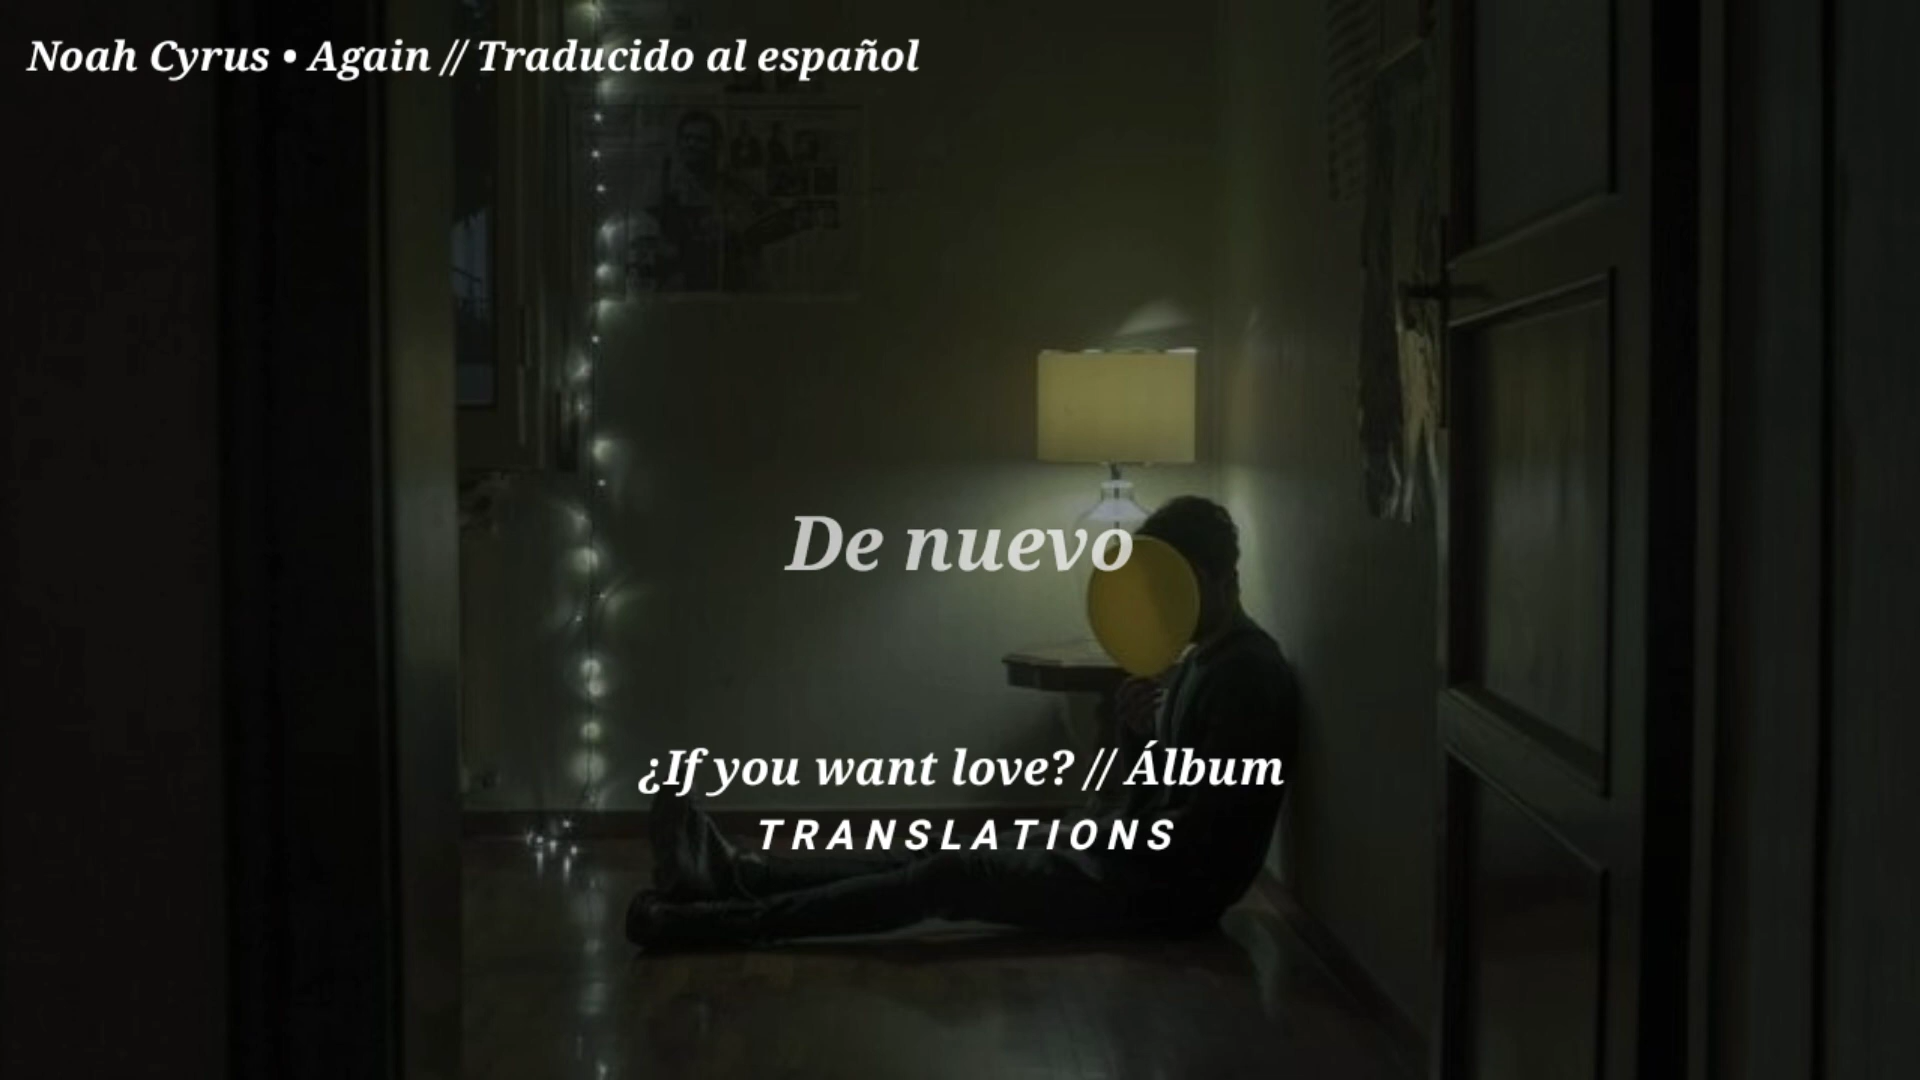 Noah Cyrus • Again // Traducido al español
De nuevo
¿If you want love? // Álbum
TRANSLATIONS